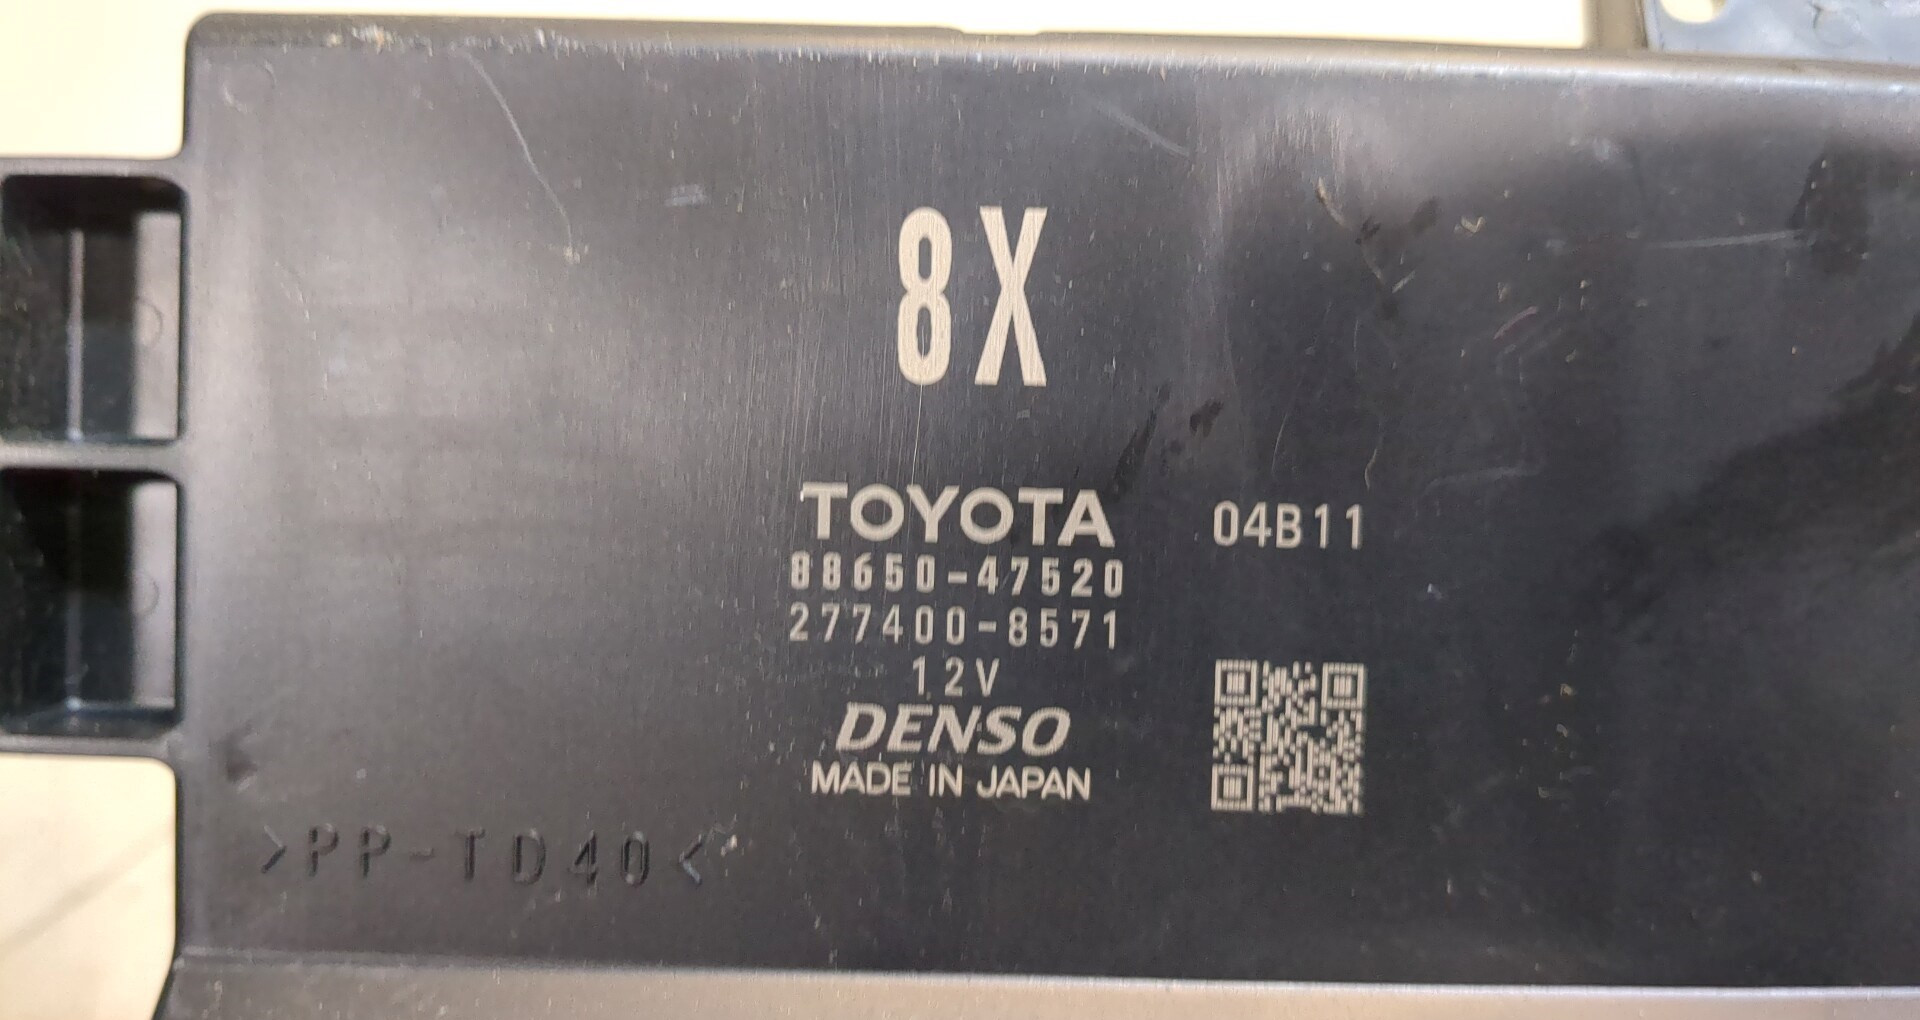 8X
TOYOTA 04B11
88650-47520
277400-8571
12V
DENSO
MADE IN JAPAN
>PP-TD40<